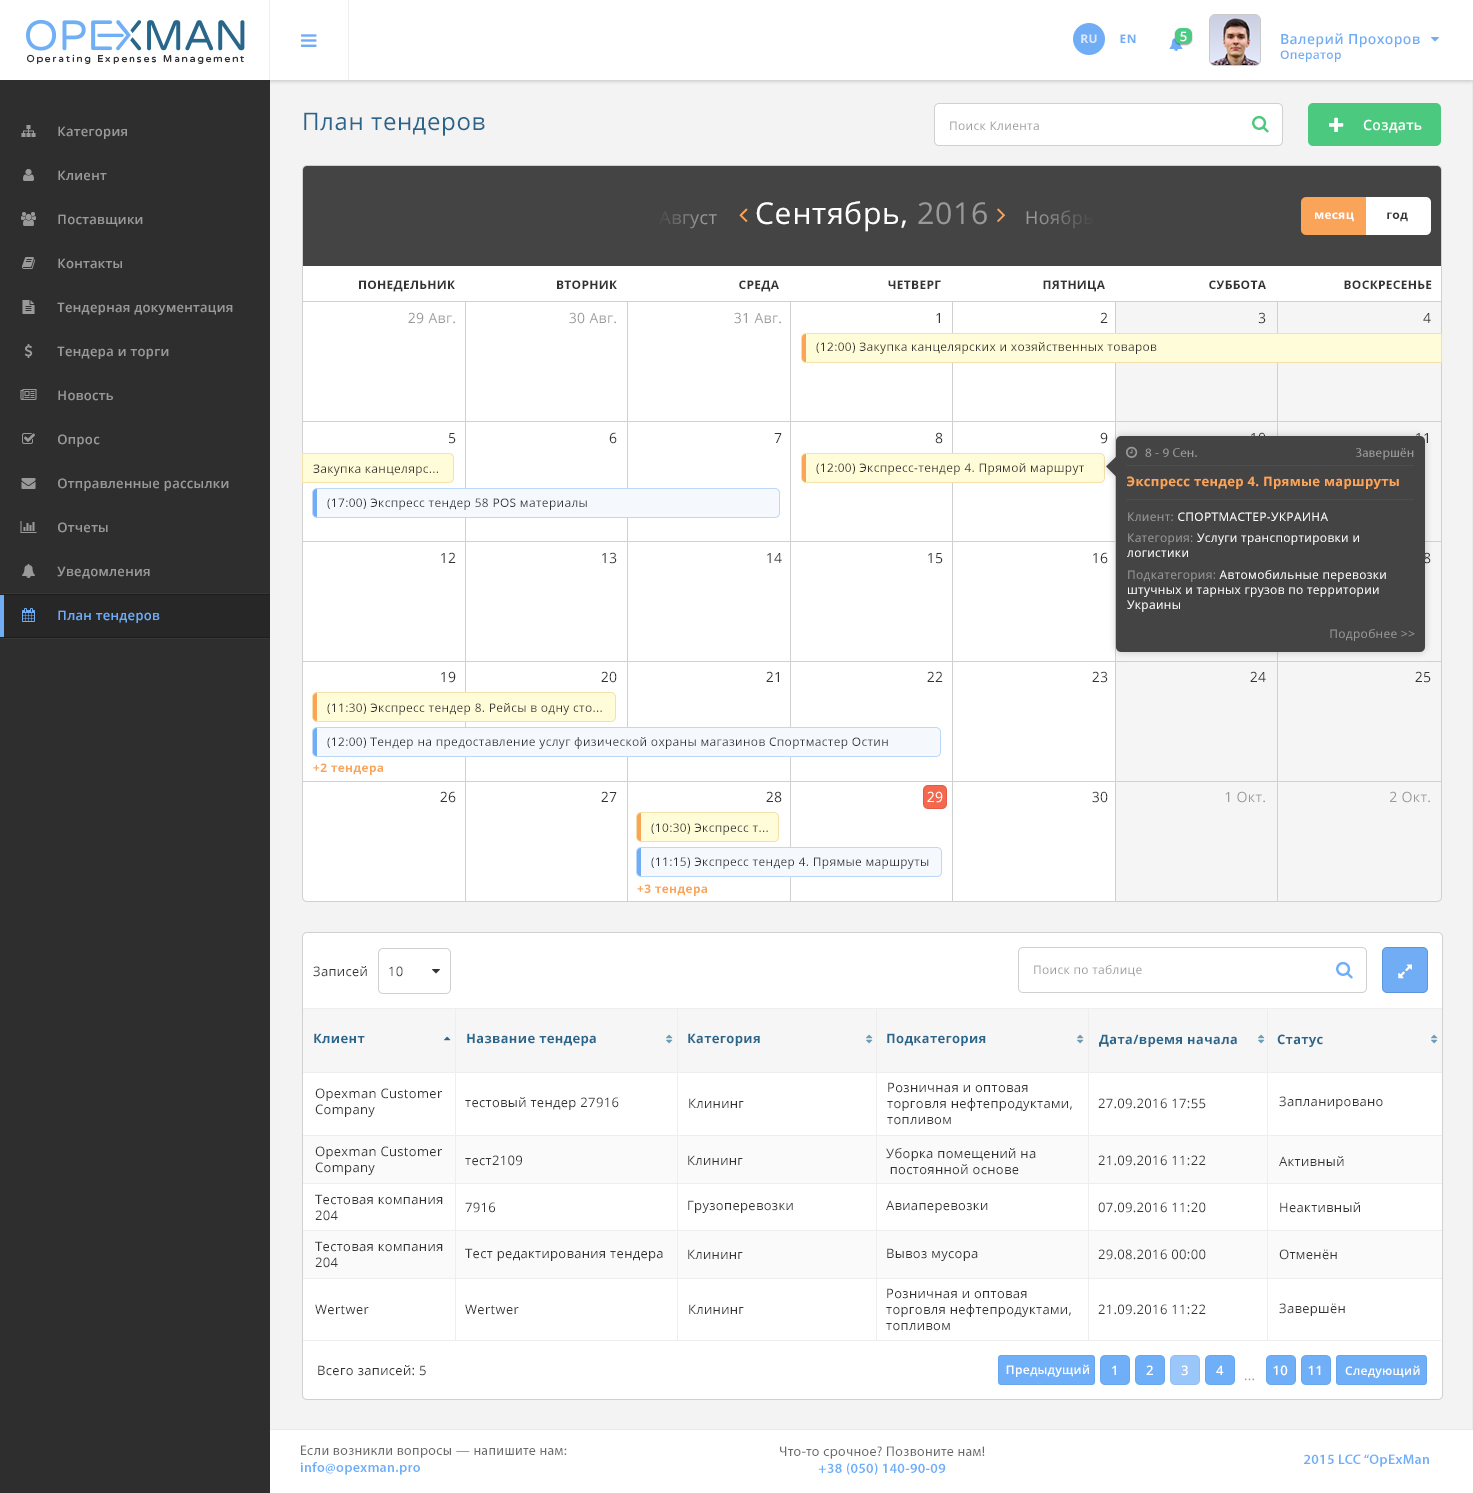 OPEXMAN
Operating Expenses Management
RU EN 5
Валерий Прохоров
Оператор
Категория
Клиент
Поставщики
Контакты
Тендерная документация
Тендера и торги
Новость
Опрос
Отправленные рассылки
Отчеты
Уведомления
План тендеров
План тендеров
Поиск Клиента
Создать
Август
Сентябрь, 2016
Ноябрь
месяц год
ПОНЕДЕЛЬНИК ВТОРНИК СРЕДА ЧЕТВЕРГ ПЯТНИЦА СУББОТА ВОСКРЕСЕНЬЕ
29 Авг. 30 Авг. 31 Авг. 1 2 3 4
(12:00) Закупка канцелярских и хозяйственных товаров
5 6 7 8 9 10 11
Закупка канцелярс...
(12:00) Экспресс-тендер 4. Прямой маршрут
(17:00) Экспресс тендер 58 POS материалы
8 - 9 Сен. Завершён
Экспресс тендер 4. Прямые маршруты
Клиент: СПОРТМАСТЕР-УКРАИНА
Категория: Услуги транспортировки и
логистики
Подкатегория: Автомобильные перевозки
штучных и тарных грузов по территории
Украины
Подробнее >>
12 13 14 15 16 8
19 20 21 22 23 24 25
(11:30) Экспресс тендер 8. Рейсы в одну сто...
(12:00) Тендер на предоставление услуг физической охраны магазинов Спортмастер Остин
+2 тендера
26 27 28 29 30 1 Окт. 2 Окт.
(10:30) Экспресс т...
(11:15) Экспресс тендер 4. Прямые маршруты
+3 тендера
Записей 10
Поиск по таблице
Клиент Название тендера Категория Подкатегория Дата/время начала Статус
Opexman Customer
Company
тестовый тендер 27916
Клининг
Розничная и оптовая
торговля нефтепродуктами,
топливом
27.09.2016 17:55
Запланировано
Opexman Customer
Company
тест2109
Клининг
Уборка помещений на
постоянной основе
21.09.2016 11:22
Активный
Тестовая компания
204
7916
Грузоперевозки
Авиаперевозки
07.09.2016 11:20
Неактивный
Тестовая компания
204
Тест редактирования тендера
Клининг
Вывоз мусора
29.08.2016 00:00
Отменён
Wertwer
Wertwer
Клининг
Розничная и оптовая
торговля нефтепродуктами,
топливом
21.09.2016 11:22
Завершён
Всего записей: 5
Предыдущий 1 2 3 4 ... 10 11 Следующий
Если возникли вопросы — напишите нам:
info@opexman.pro
Что-то срочное? Позвоните нам!
+38 (050) 140-90-09
2015 LCC “OpExMan